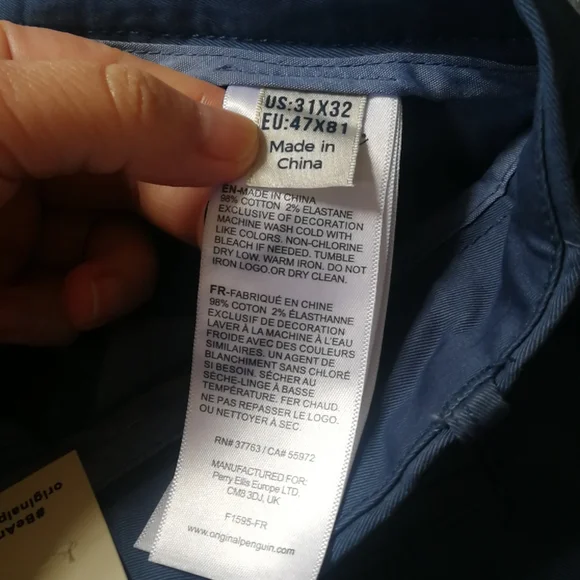 US:31X32
EU:47X81
Made in
China
EN-MADE IN CHINA
98% COTTON 2% ELASTANE
EXCLUSIVE OF DECORATION
MACHINE WASH COLD WITH
LIKE COLORS. NON-CHLORINE
BLEACH IF NEEDED. TUMBLE
DRY LOW. WARM IRON. DO NOT
IRON LOGO.OR DRY CLEAN.
FR-FABRIQUÉ EN CHINE
98% COTTON 2% ÉLASTHANNE
EXCLUSIF DE DECORATION
LAVER À LA MACHINE À L'EAU
FROIDE AVEC DES COULEURS
SIMILAIRES. UN AGENT DE
BLANCHIMENT SANS CHLORÉ
SI BESOIN. SÉCHER AU
SÈCHE-LINGE À BASSE
TEMPÉRATURE. FER CHAUD.
NE PAS REPASSER LE LOGO.
OU NETTOYER À SEC.
RN# 37763 / CA# 55972
MANUFACTURED FOR:
Perry Ellis Europe LTD.
CM8 3DJ, UK
F1595-FR
www.originalpenguin.com
#BeAn
originalp